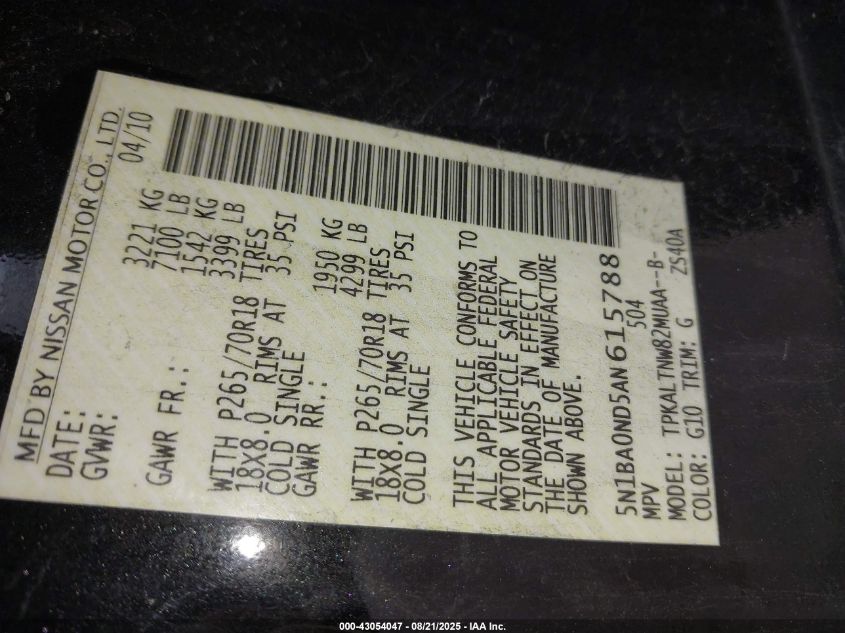 MFD BY NISSAN MOTOR CO., LTD.
DATE: 04/10
GVWR: 3221 KG
7100 LB
GAWR FR.: 1542 KG
3399 LB
WITH P265/70R18 TIRES
18X8.0 RIMS AT 35 PSI
COLD SINGLE
GAWR RR.: 1950 KG
4299 LB
WITH P265/70R18 TIRES
18X8.0 RIMS AT 35 PSI
COLD SINGLE
THIS VEHICLE CONFORMS TO
ALL APPLICABLE FEDERAL
MOTOR VEHICLE SAFETY
STANDARDS IN EFFECT ON
THE DATE OF MANUFACTURE
SHOWN ABOVE.
5N1BA0ND5AN615788
MPV 504
MODEL: TPKALTNW82MUAA--B-
COLOR: G10 TRIM: G ZS40A
000-43054047 - 08/21/2025 - IAA Inc.